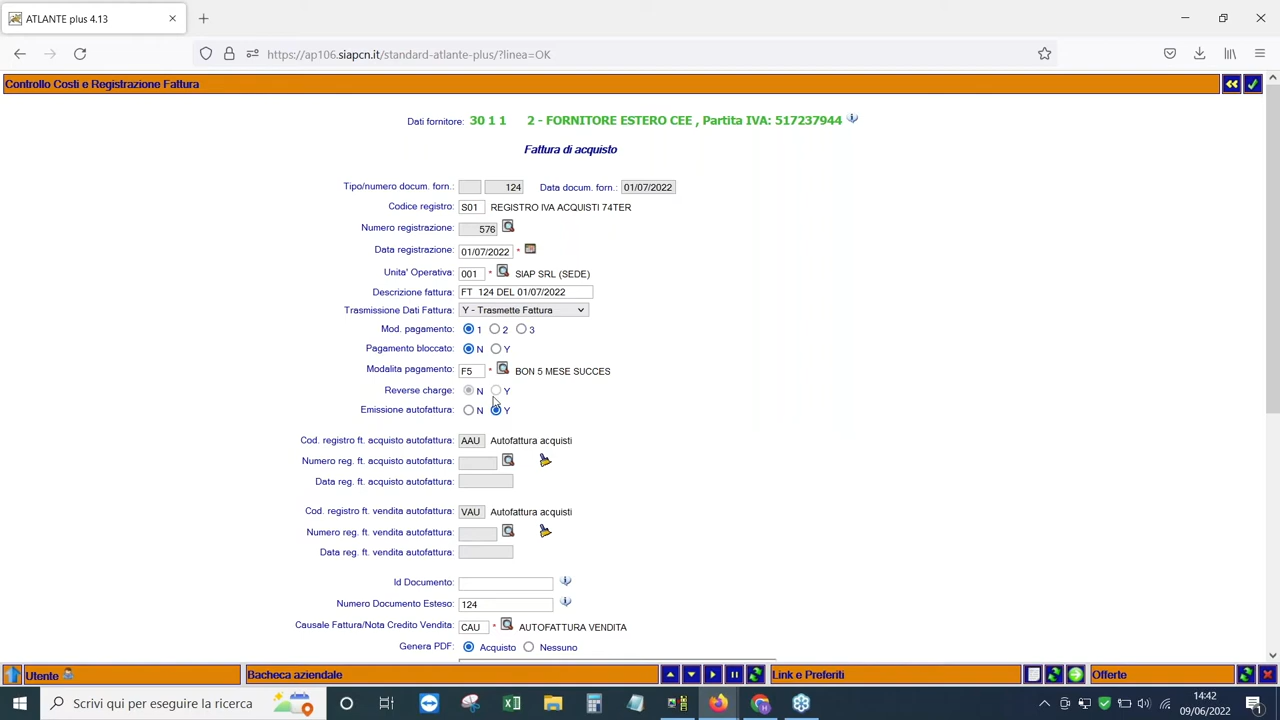 ATLANTE plus 4.13
https://ap106.siapcn.it/standard-atlante-plus/?linea=OK
Controllo Costi e Registrazione Fattura
Dati fornitore: 30 1 1 2 - FORNITORE ESTERO CEE , Partita IVA: 517237944
Fattura di acquisto
Tipo/numero docum. forn.: 124 Data docum. forn.: 01/07/2022
Codice registro: S01 REGISTRO IVA ACQUISTI 74TER
Numero registrazione: 576
Data registrazione: 01/07/2022 *
Unita' Operativa: 001 * SIAP SRL (SEDE)
Descrizione fattura: FT 124 DEL 01/07/2022
Trasmissione Dati Fattura: Y - Trasmette Fattura
Mod. pagamento: 1 2 3
Pagamento bloccato: N Y
Modalita pagamento: F5 * BON 5 MESE SUCCES
Reverse charge: N Y
Emissione autofattura: N Y
Cod. registro ft. acquisto autofattura: AAU Autofattura acquisti
Numero reg. ft. acquisto autofattura:
Data reg. ft. acquisto autofattura:
Cod. registro ft. vendita autofattura: VAU Autofattura acquisti
Numero reg. ft. vendita autofattura:
Data reg. ft. vendita autofattura:
Id Documento:
Numero Documento Esteso: 124
Causale Fattura/Nota Credito Vendita: CAU * AUTOFATTURA VENDITA
Genera PDF: Acquisto Nessuno
Utente Bacheca aziendale Link e Preferiti Offerte
Scrivi qui per eseguire la ricerca
14:42
09/06/2022